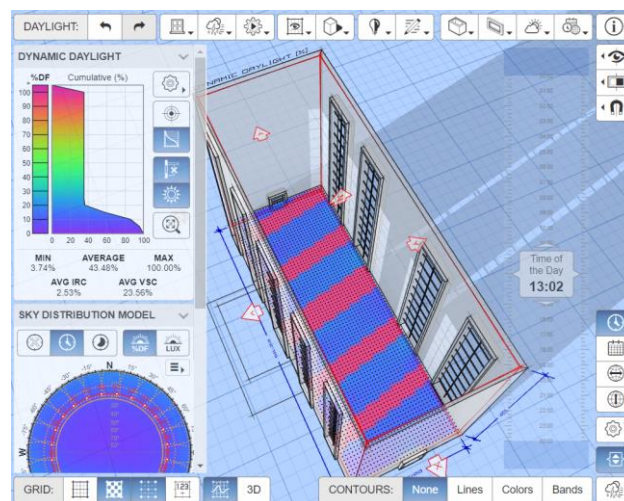 DAYLIGHT:
DYNAMIC DAYLIGHT
%DF Cumulative (%)
100
90
80
70
60
50
40
30
20
10
0
0 20 40 60 80 100
MIN AVERAGE MAX
3.74% 43.48% 100.00%
AVG IRC AVG VSC
2.53% 23.56%
SKY DISTRIBUTION MODEL
%DF LUX
N
W
DYNAMIC DAYLIGHT [%]
Time of
the Day
13:02
GRID: 123 3D
CONTOURS: None Lines Colors Bands